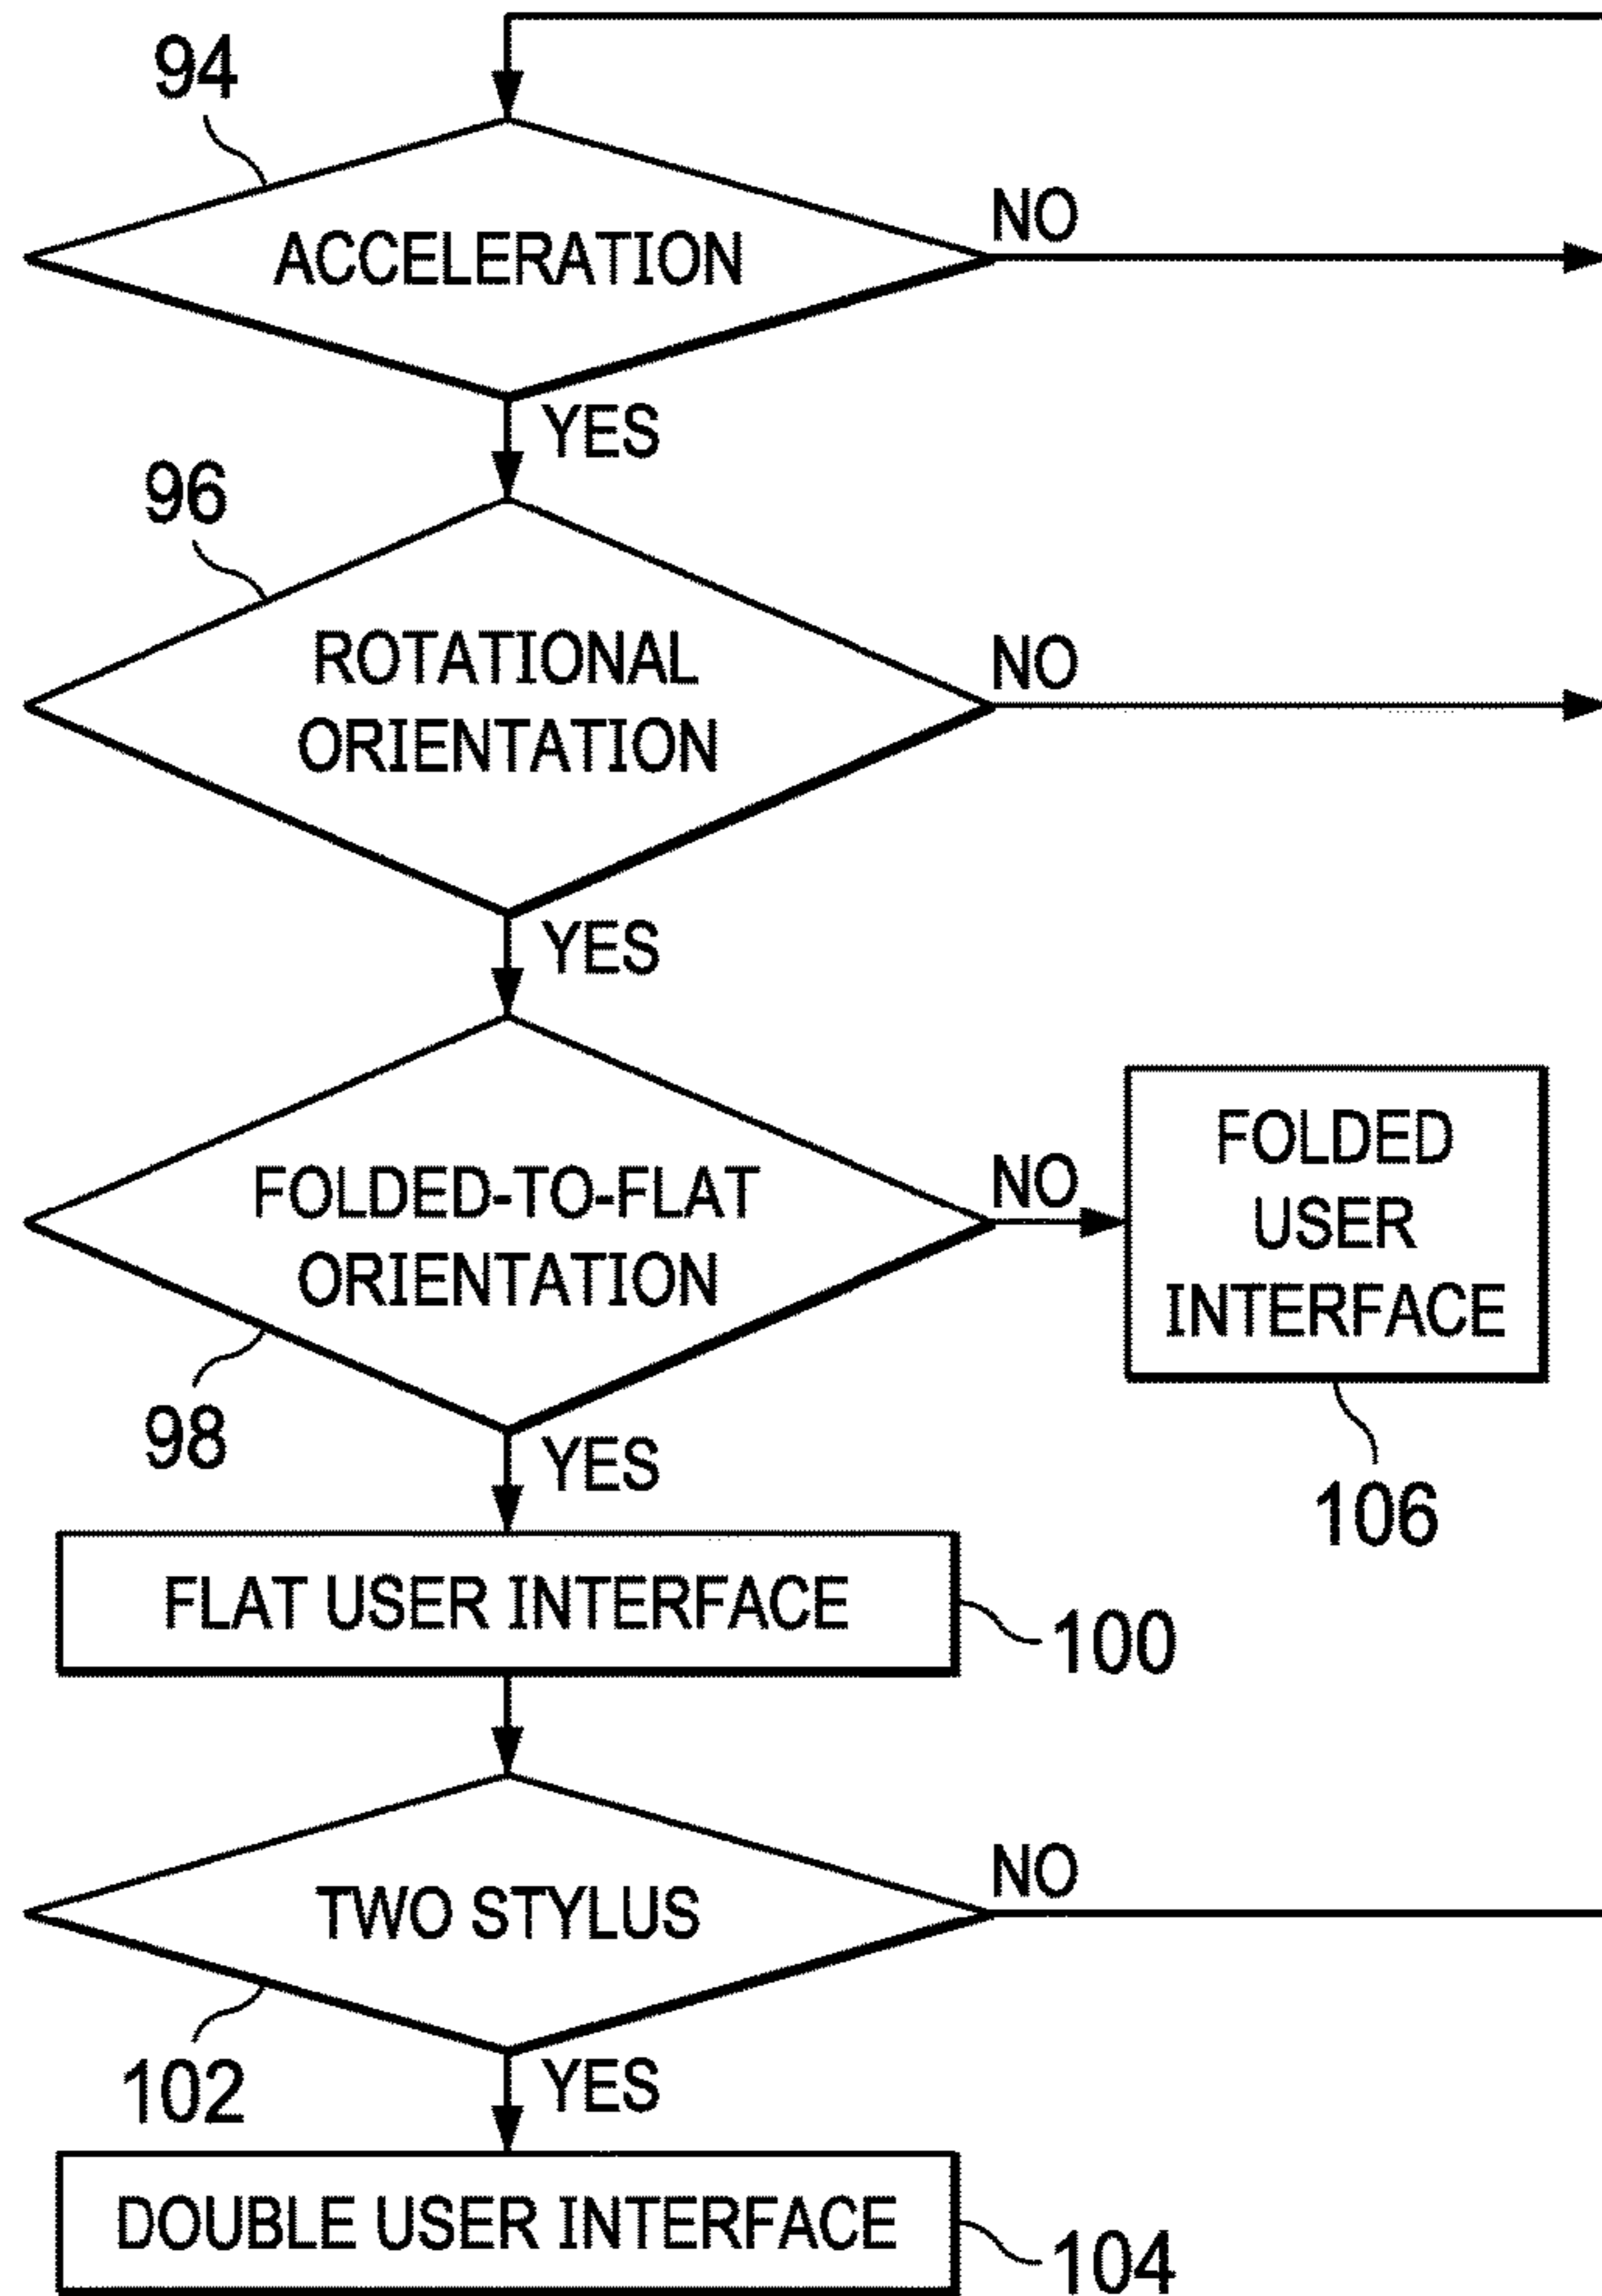 94
ACCELERATION
NO
YES
96
ROTATIONAL
ORIENTATION
NO
YES
FOLDED-TO-FLAT
ORIENTATION
NO
98
YES
FOLDED
USER
INTERFACE
106
FLAT USER INTERFACE
100
TWO STYLUS
NO
102
YES
DOUBLE USER INTERFACE
104